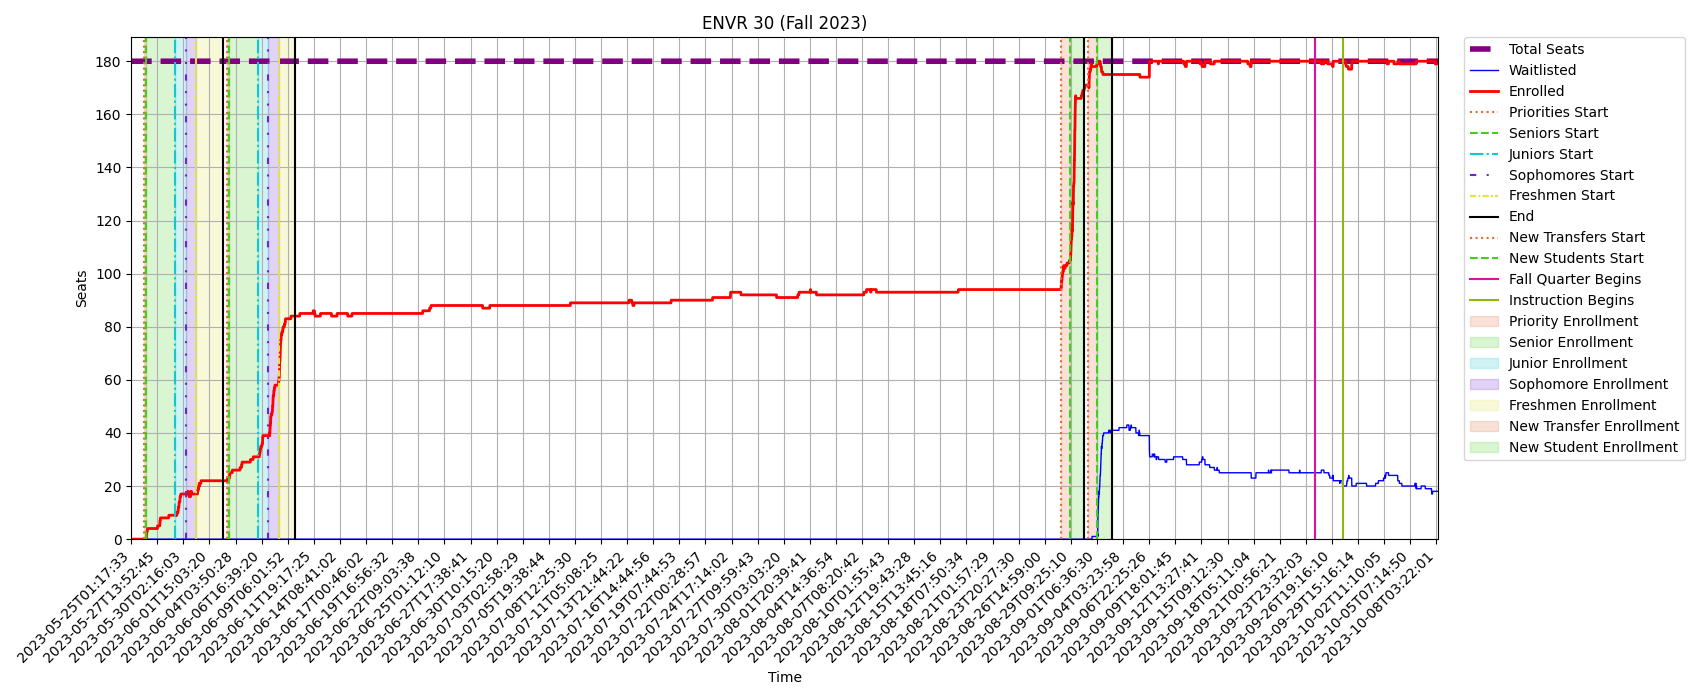 ENVR 30 (Fall 2023)
Seats
180
160
140
120
100
80
60
40
20
0
2023-05-25T01:17:33
2023-05-27T13:52:45
2023-05-30T02:16:03
2023-06-01T15:03:20
2023-06-04T03:50:28
2023-06-06T16:39:20
2023-06-09T06:01:52
2023-06-11T19:17:25
2023-06-14T08:41:02
2023-06-17T00:46:02
2023-06-19T16:56:32
2023-06-22T09:03:38
2023-06-25T01:12:10
2023-06-27T17:38:41
2023-06-30T10:15:20
2023-07-03T02:58:29
2023-07-05T19:38:44
2023-07-08T12:25:30
2023-07-11T05:08:25
2023-07-13T21:44:22
2023-07-16T14:44:56
2023-07-19T07:44:53
2023-07-22T00:28:57
2023-07-24T17:14:02
2023-07-27T09:59:43
2023-07-30T03:03:20
2023-08-01T20:39:41
2023-08-04T14:36:54
2023-08-07T08:20:42
2023-08-10T01:55:43
2023-08-12T19:43:28
2023-08-15T13:45:16
2023-08-18T07:50:34
2023-08-21T01:57:29
2023-08-23T20:27:30
2023-08-26T14:59:00
2023-08-29T09:25:10
2023-09-01T06:36:30
2023-09-04T03:23:58
2023-09-06T22:25:26
2023-09-09T18:01:45
2023-09-12T13:27:41
2023-09-15T09:12:30
2023-09-18T05:11:04
2023-09-21T00:56:21
2023-09-23T23:32:03
2023-09-26T19:16:10
2023-09-29T15:16:14
2023-10-02T11:10:05
2023-10-05T07:14:50
2023-10-08T03:22:01
Time
Total Seats
Waitlisted
Enrolled
Priorities Start
Seniors Start
Juniors Start
Sophomores Start
Freshmen Start
End
New Transfers Start
New Students Start
Fall Quarter Begins
Instruction Begins
Priority Enrollment
Senior Enrollment
Junior Enrollment
Sophomore Enrollment
Freshmen Enrollment
New Transfer Enrollment
New Student Enrollment